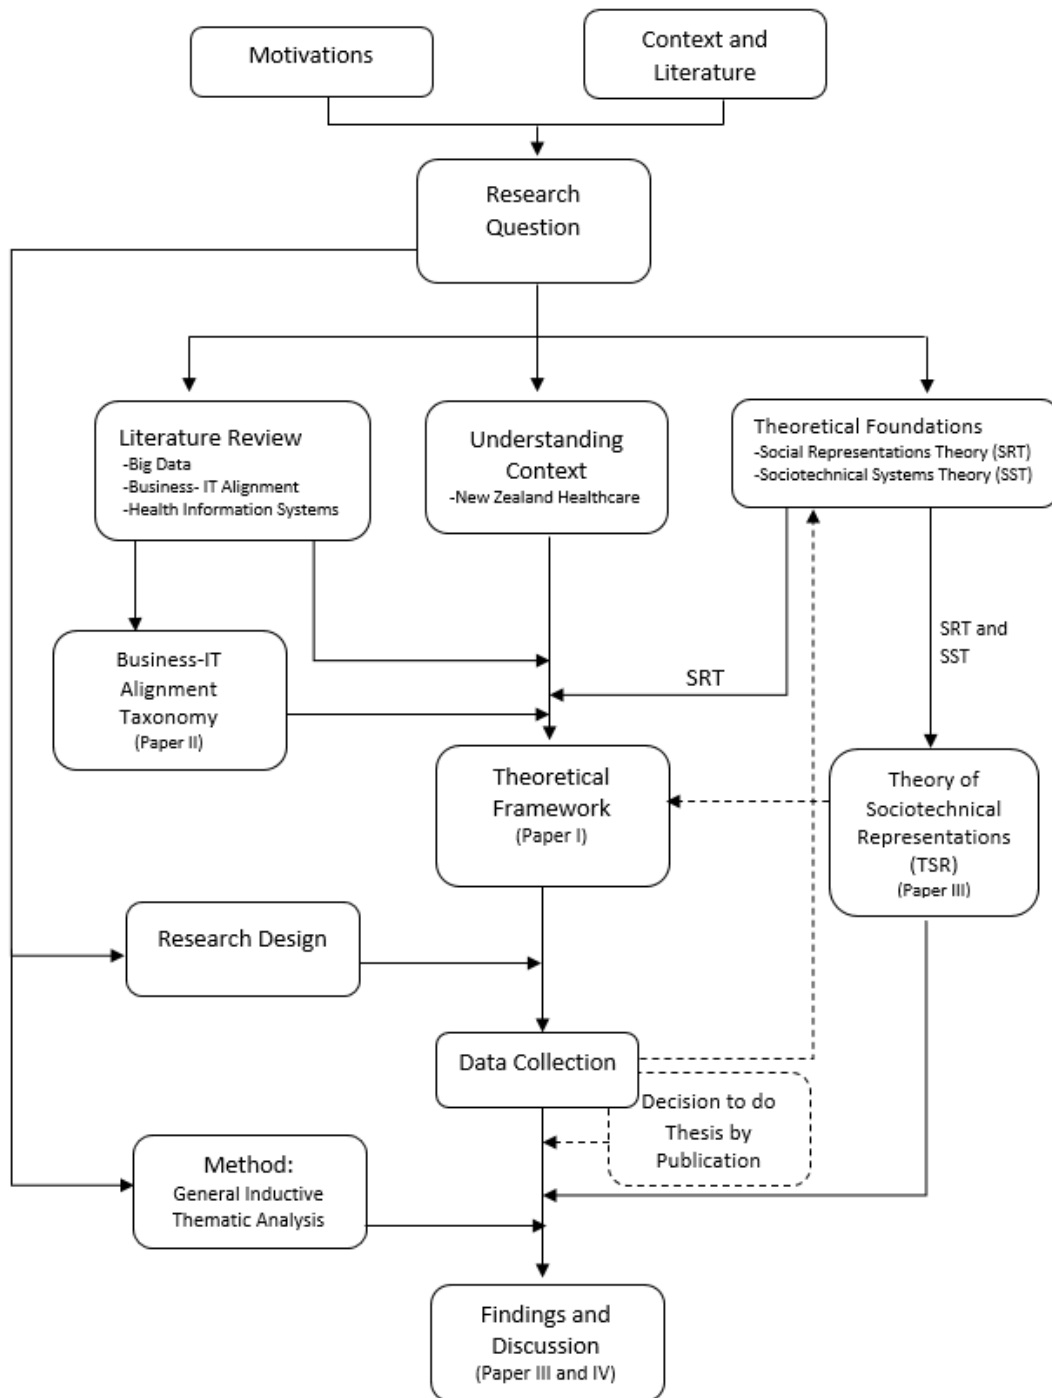 Motivations
Context and
Literature
Research
Question
Literature Review
-Big Data
-Business- IT Alignment
-Health Information Systems
Understanding
Context
-New Zealand Healthcare
Theoretical Foundations
-Social Representations Theory (SRT)
-Sociotechnical Systems Theory (SST)
SRT and
SST
SRT
Business-IT
Alignment
Taxonomy
(Paper II)
Theoretical
Framework
(Paper I)
Theory of
Sociotechnical
Representations
(TSR)
(Paper III)
Research Design
Data Collection
Decision to do
Thesis by
Publication
Method:
General Inductive
Thematic Analysis
Findings and
Discussion
(Paper III and IV)